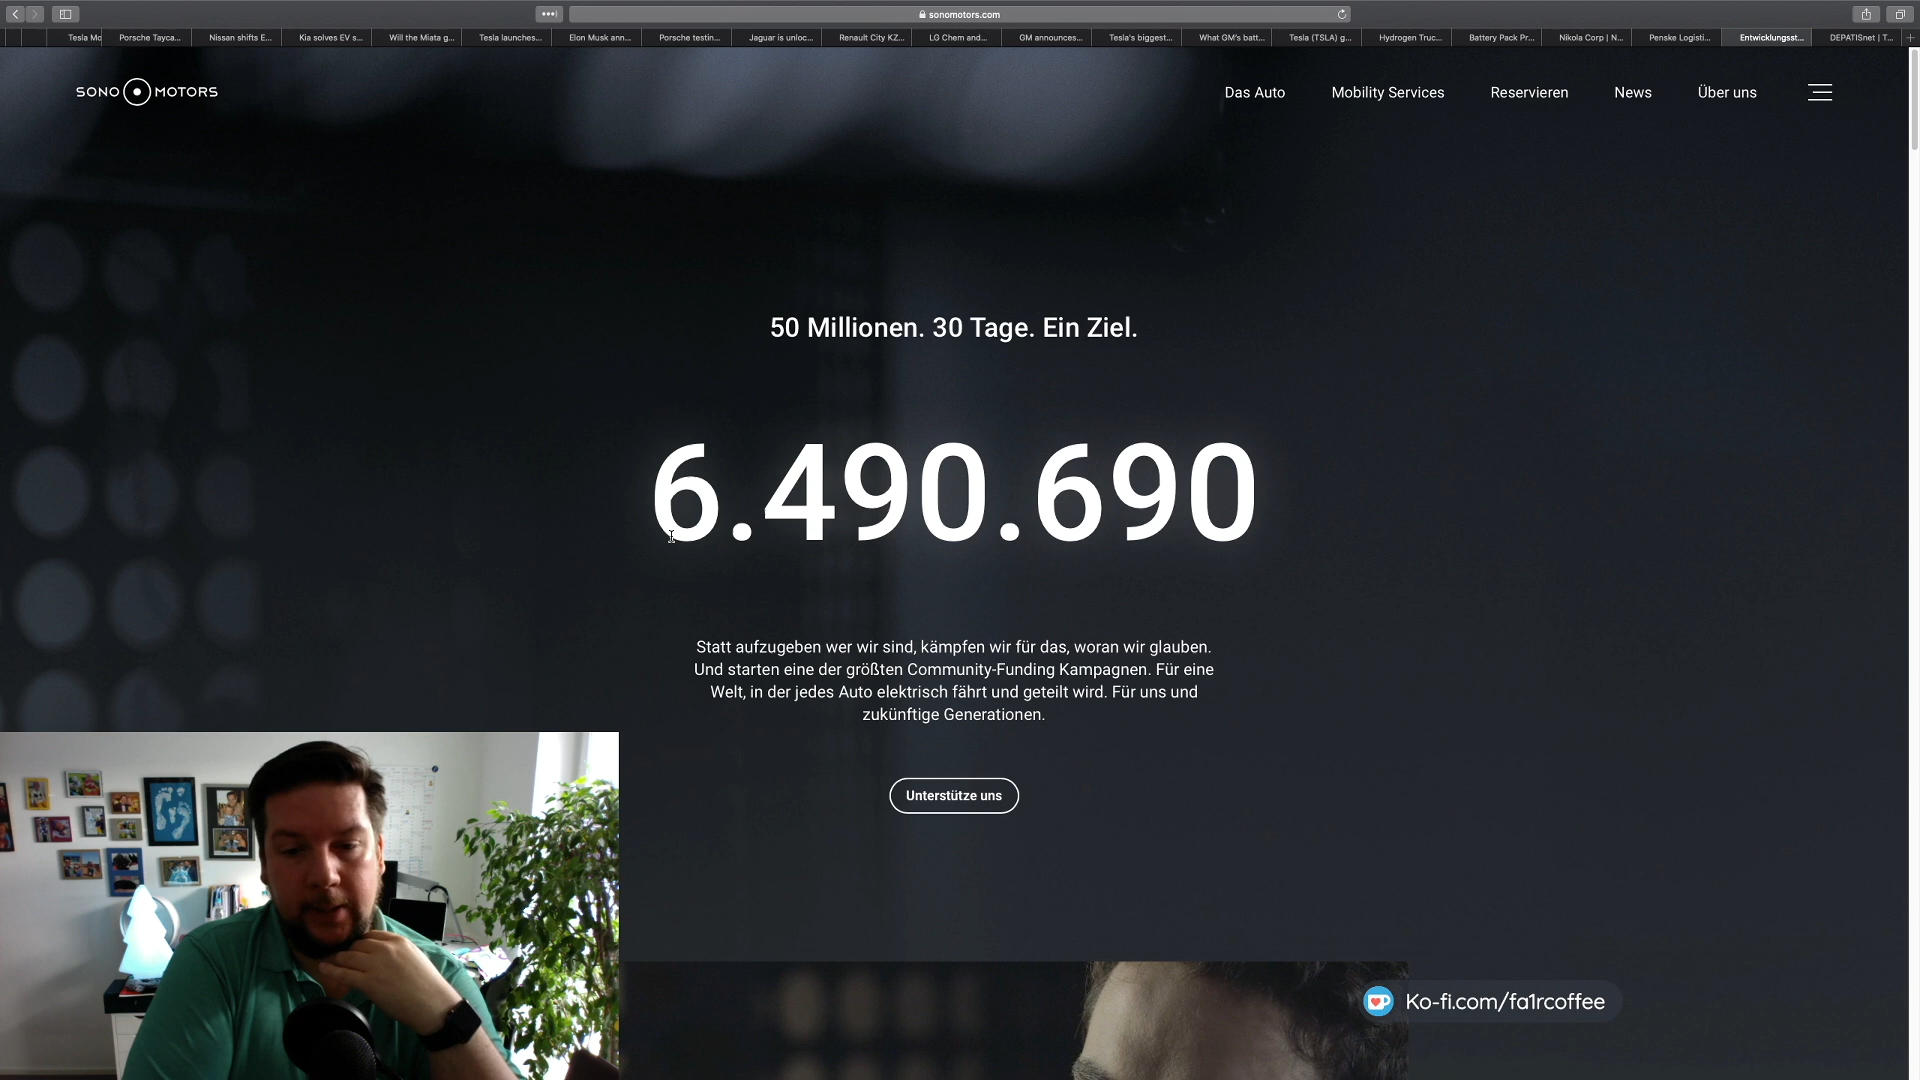 sonomotors.com
Tesla Mo
Porsche Tayca...
Nissan shifts E...
Kia solves EV s...
Will the Miata g...
Tesla launches...
Elon Musk ann...
Porsche testin...
Jaguar is unloc...
Renault City KZ...
LG Chem and...
GM announces...
Tesla's biggest...
What GM's batt...
Tesla (TSLA) g...
Hydrogen Truc...
Battery Pack Pr...
Nikola Corp | N...
Penske Logisti...
Entwicklungsst...
DEPATISnet | T...
SONO MOTORS
Das Auto
Mobility Services
Reservieren
News
Über uns
50 Millionen. 30 Tage. Ein Ziel.
6.490.690
Statt aufzugeben wer wir sind, kämpfen wir für das, woran wir glauben.
Und starten eine der größten Community-Funding Kampagnen. Für eine
Welt, in der jedes Auto elektrisch fährt und geteilt wird. Für uns und
zukünftige Generationen.
Unterstütze uns
Ko-fi.com/fa1rcoffee